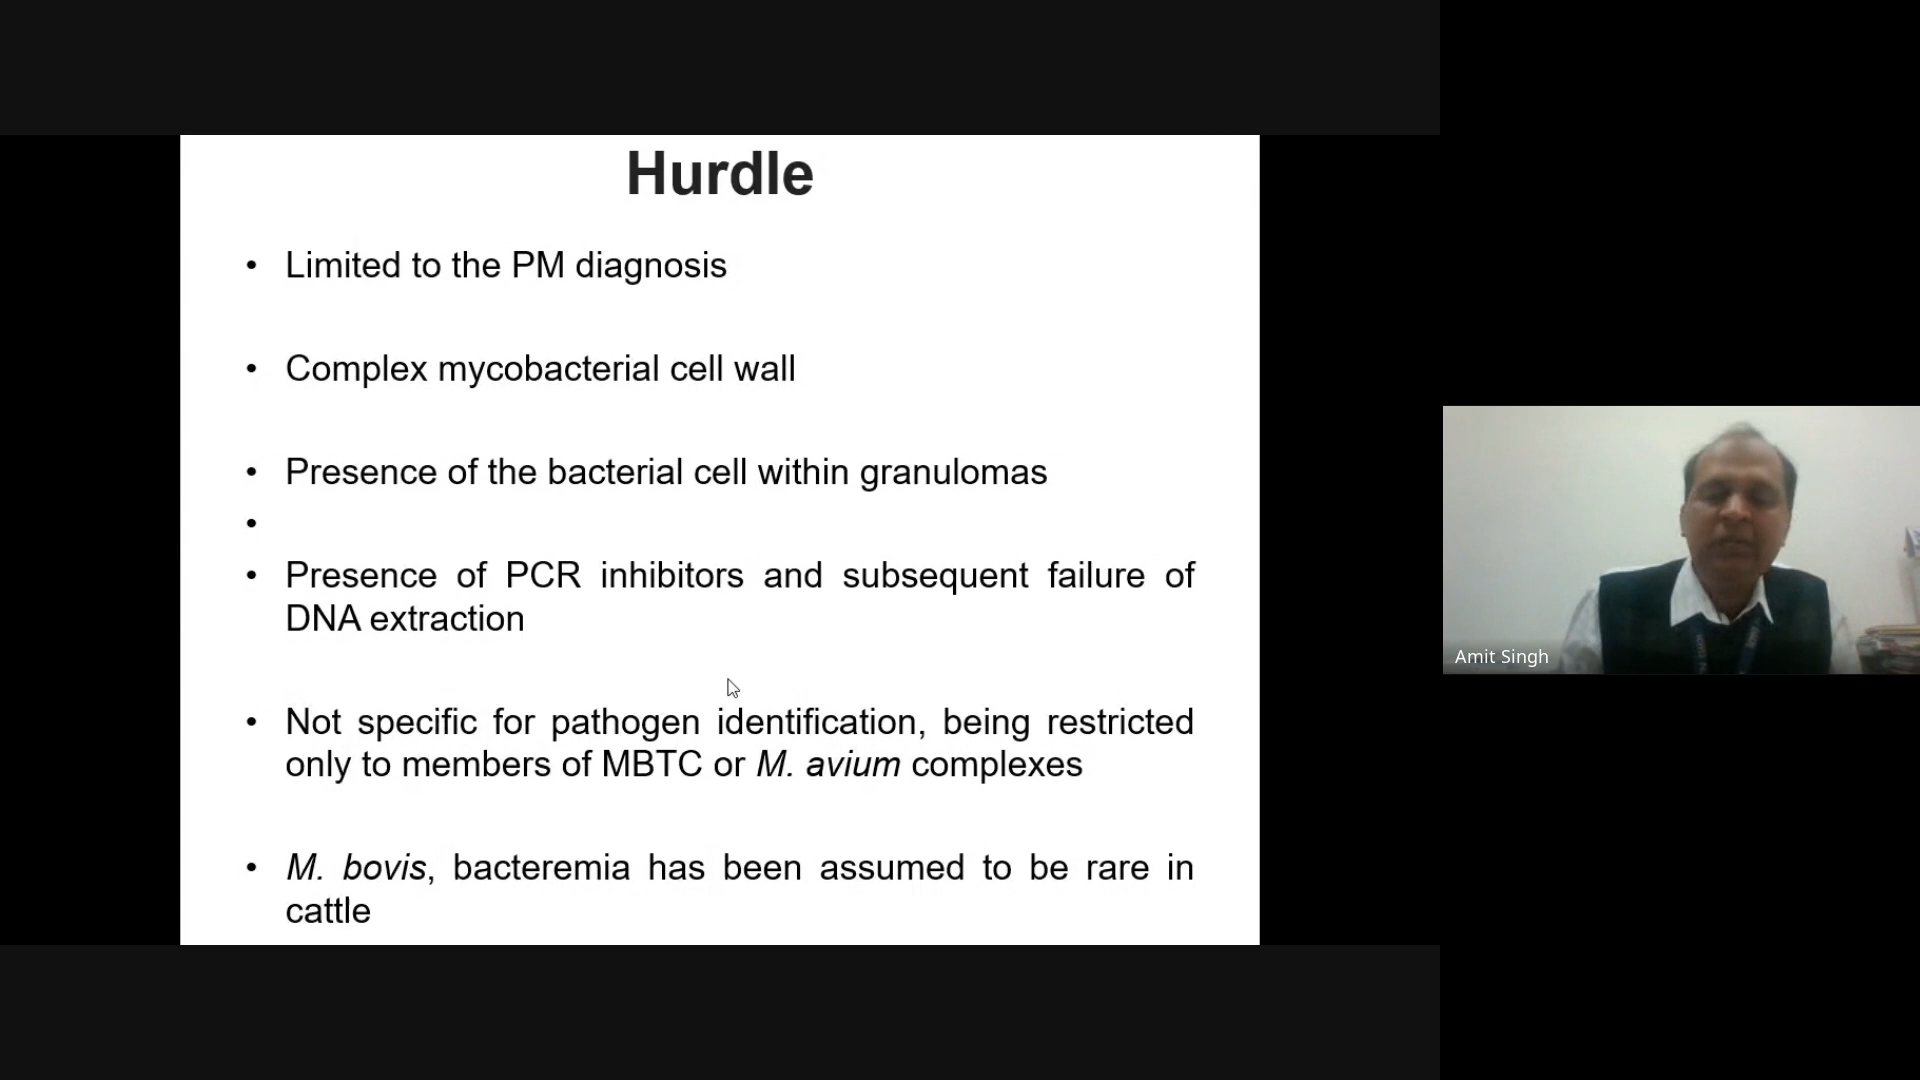 Hurdle
• Limited to the PM diagnosis
• Complex mycobacterial cell wall
• Presence of the bacterial cell within granulomas
•
• Presence of PCR inhibitors and subsequent failure of
DNA extraction
• Not specific for pathogen identification, being restricted
only to members of MBTC or M. avium complexes
• M. bovis, bacteremia has been assumed to be rare in
cattle
Amit Singh